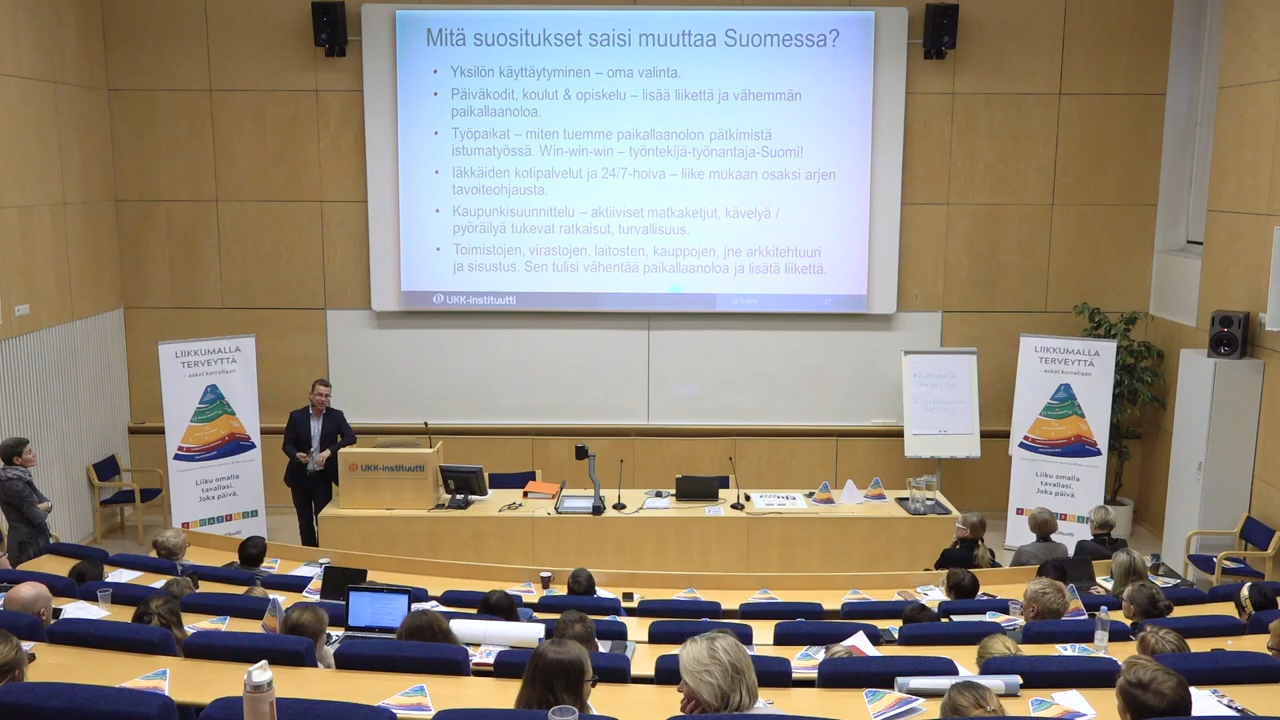 Mitä suositukset saisi muuttaa Suomessa?
• Yksilön käyttäytyminen – oma valinta.
• Päiväkodit, koulut & opiskelu – lisää liikettä ja vähemmän
paikallaanoloa.
• Työpaikat – miten tuemme paikallaanolon pätkimistä
istumatyössä. Win-win-win – työntekijä-työnantaja-Suomi!
• Iäkkäiden kotipalvelut ja 24/7-hoiva – liike mukaan osaksi arjen
tavoiteohjausta.
• Kaupunkisuunnittelu – aktiiviset matkaketjut, kävelyä /
pyöräilyä tukevat ratkaisut, turvallisuus.
• Toimistojen, virastojen, laitosten, kauppojen, jne arkkitehtuuri
ja sisustus. Sen tulisi vähentää paikallaanoloa ja lisätä liikettä.
UKK-instituutti
27
LIIKKUMALLA
TERVEYTTÄ
- askel kerrallaan
Liiku omalla
tavallasi.
Joka päivä.
UKK-instituutti
LIIKKUMALLA
TERVEYTTÄ
- askel kerrallaan
Liiku omalla
tavallasi.
Joka päivä.